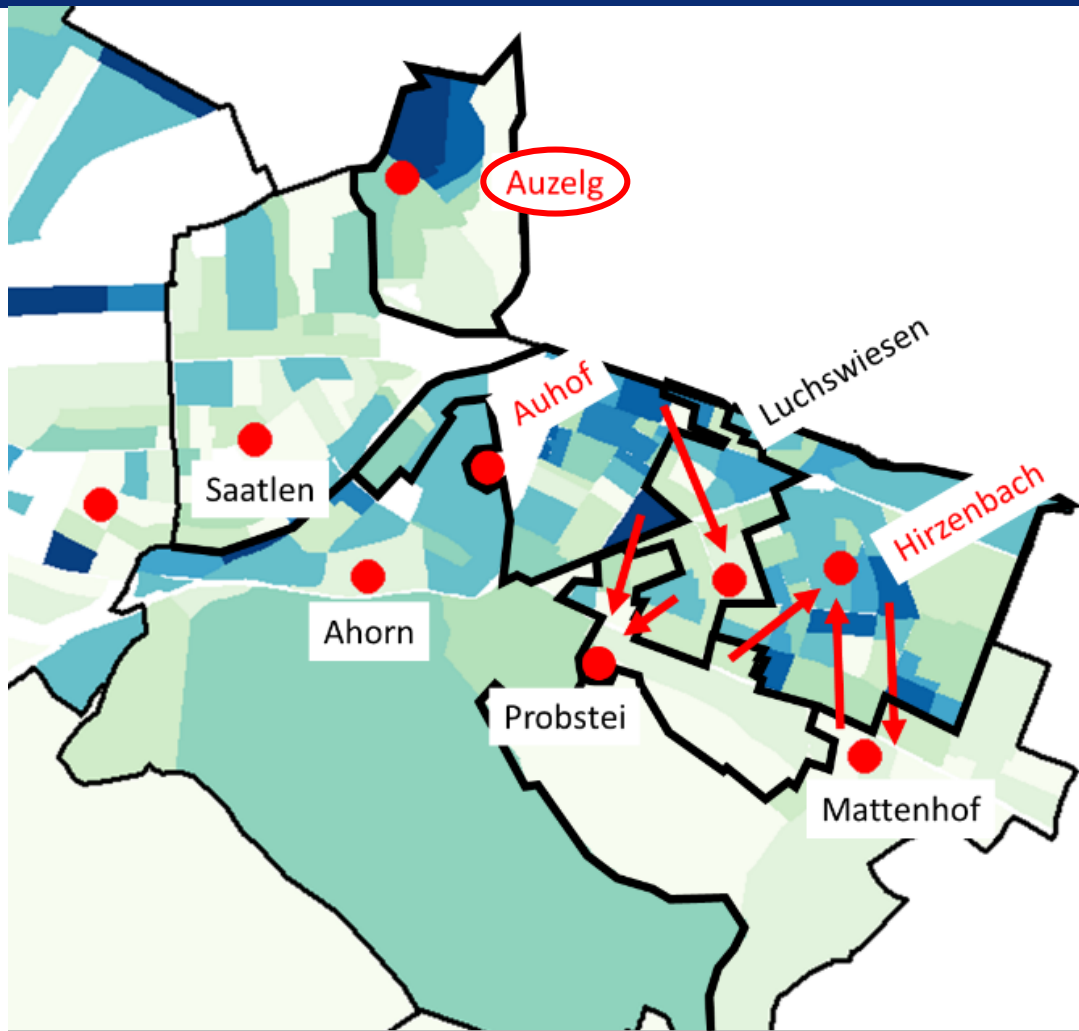 Auzelg
Auhof
Luchswiesen
Saatlen
Hirzenbach
Ahorn
Probstei
Mattenhof